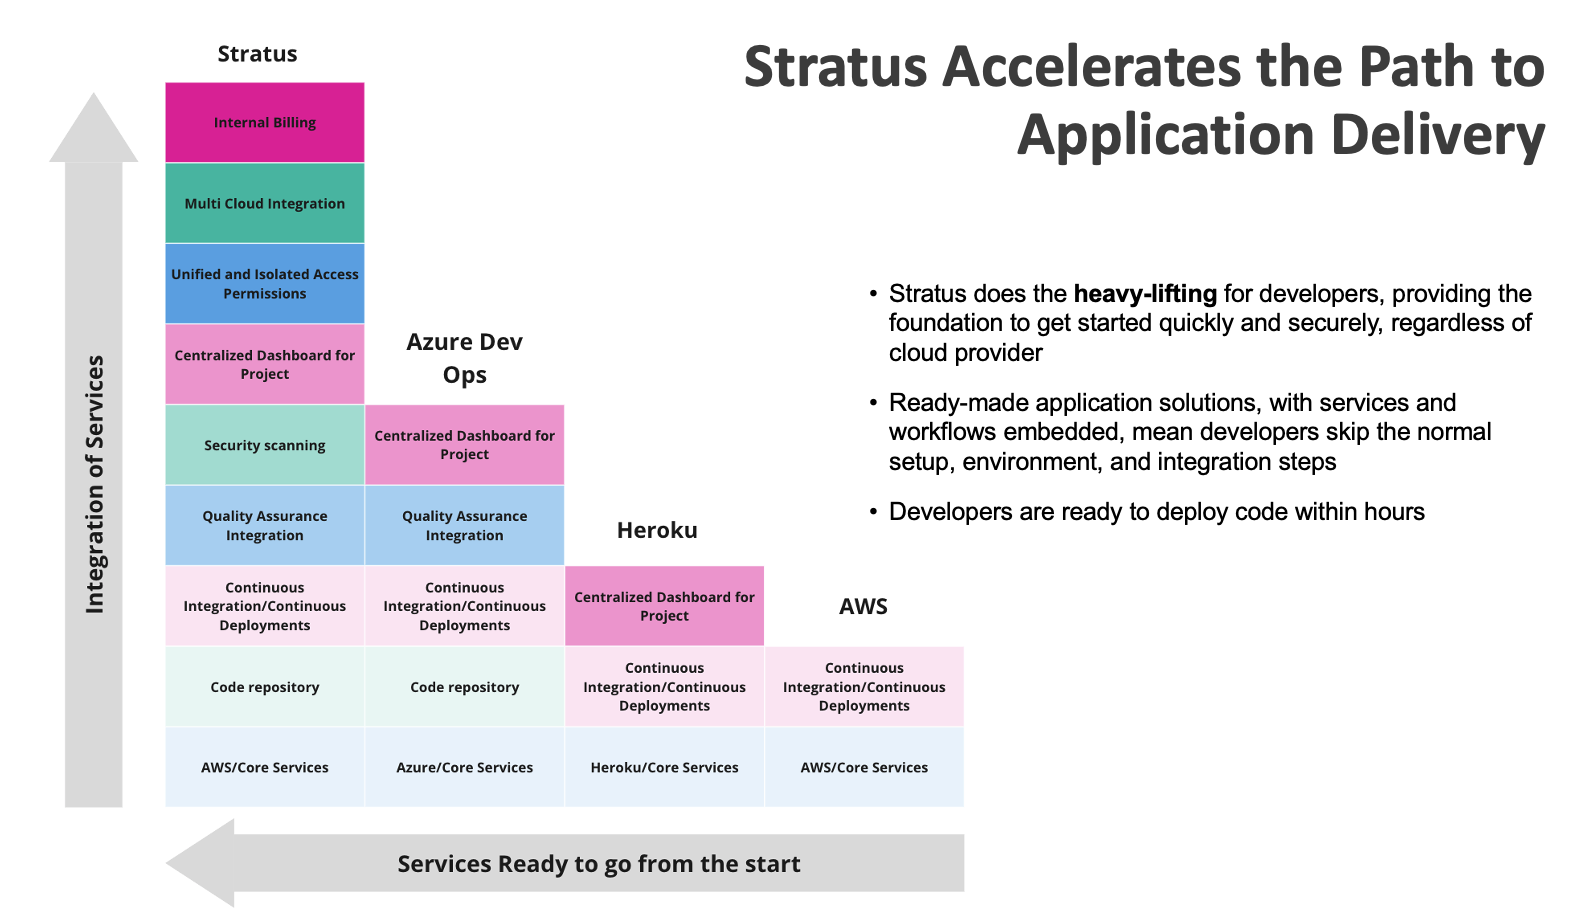 Stratus Accelerates the Path to
Application Delivery
Stratus
Internal Billing
Multi Cloud Integration
Unified and Isolated Access
Permissions
Centralized Dashboard for
Project
Security scanning
Quality Assurance
Integration
Continuous
Integration/Continuous
Deployments
Code repository
AWS/Core Services
Azure Dev
Ops
Centralized Dashboard for
Project
Quality Assurance
Integration
Continuous
Integration/Continuous
Deployments
Code repository
Azure/Core Services
Heroku
Centralized Dashboard for
Project
Continuous
Integration/Continuous
Deployments
Heroku/Core Services
AWS
Continuous
Integration/Continuous
Deployments
AWS/Core Services
Integration of Services
Services Ready to go from the start
• Stratus does the heavy-lifting for developers, providing the
foundation to get started quickly and securely, regardless of
cloud provider
• Ready-made application solutions, with services and
workflows embedded, mean developers skip the normal
setup, environment, and integration steps
• Developers are ready to deploy code within hours